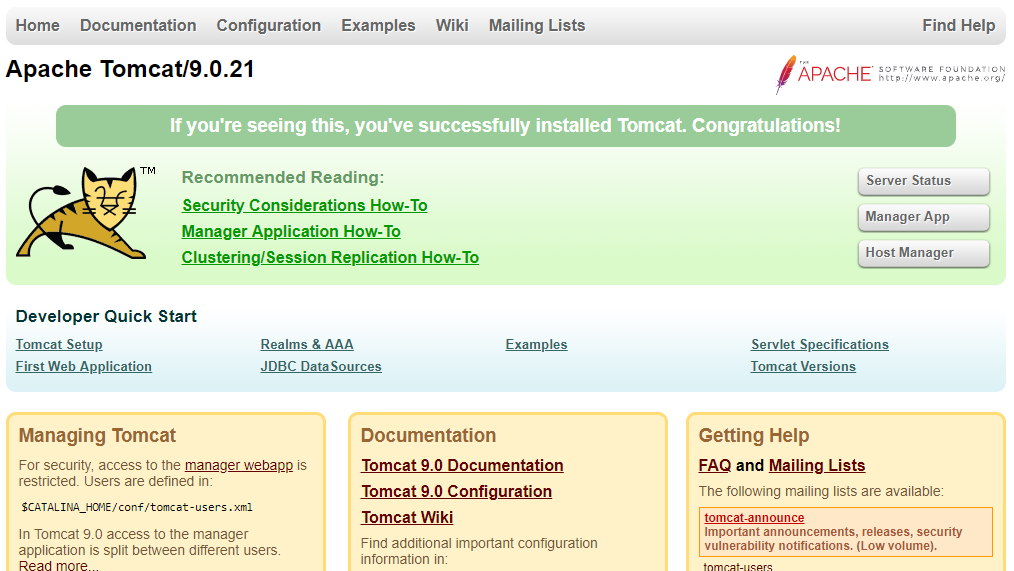 Home Documentation Configuration Examples Wiki Mailing Lists Find Help
Apache Tomcat/9.0.21
THE APACHE SOFTWARE FOUNDATION
http://www.apache.org/
If you're seeing this, you've successfully installed Tomcat. Congratulations!
TM
Recommended Reading:
Security Considerations How-To
Manager Application How-To
Clustering/Session Replication How-To
Server Status
Manager App
Host Manager
Developer Quick Start
Tomcat Setup
First Web Application
Realms & AAA
JDBC DataSources
Examples
Servlet Specifications
Tomcat Versions
Managing Tomcat
For security, access to the manager webapp is
restricted. Users are defined in:
$CATALINA_HOME/conf/tomcat-users.xml
In Tomcat 9.0 access to the manager
application is split between different users.
Read more...
Documentation
Tomcat 9.0 Documentation
Tomcat 9.0 Configuration
Tomcat Wiki
Find additional important configuration
information in:
Getting Help
FAQ and Mailing Lists
The following mailing lists are available:
tomcat-announce
Important announcements, releases, security
vulnerability notifications. (Low volume).
tomcat-users